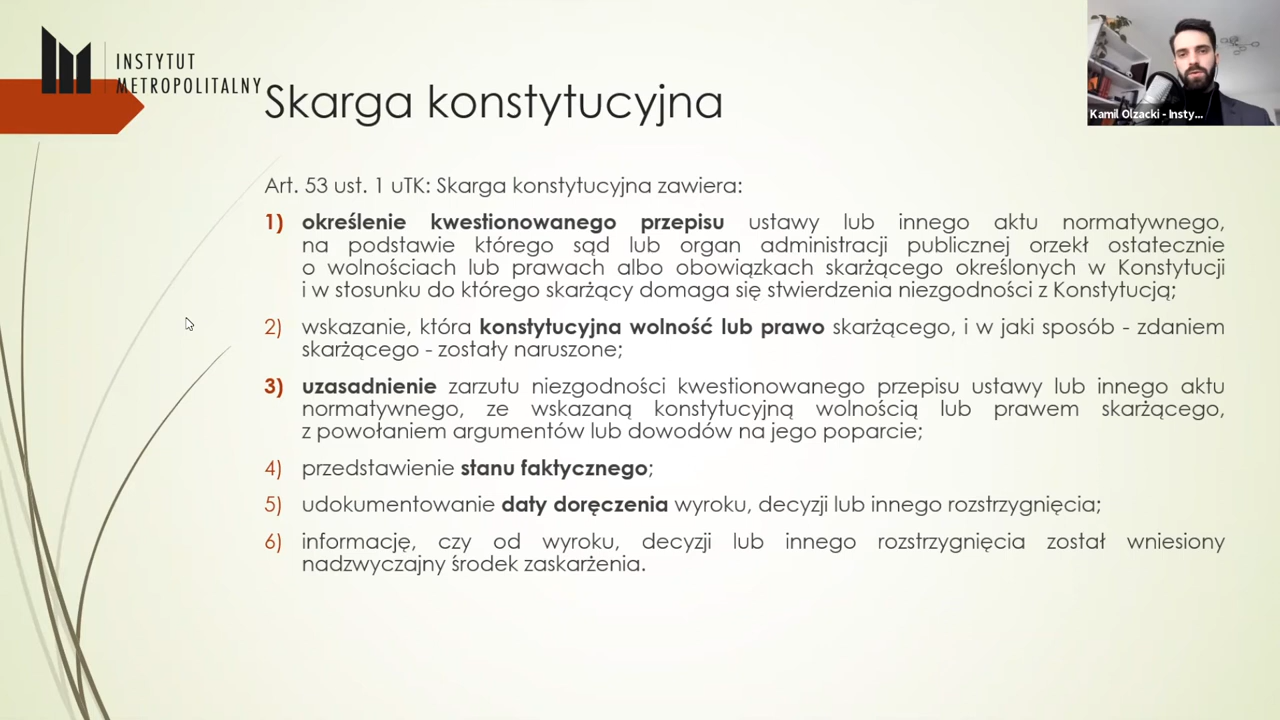 INSTYTUT
METROPOLITALNY
Kamil Olzacki - Insty...
Skarga konstytucyjna
Art. 53 ust. 1 uTK: Skarga konstytucyjna zawiera:
1) określenie kwestionowanego przepisu ustawy lub innego aktu normatywnego,
na podstawie którego sąd lub organ administracji publicznej orzekł ostatecznie
o wolnościach lub prawach albo obowiązkach skarżącego określonych w Konstytucji
i w stosunku do którego skarżący domaga się stwierdzenia niezgodności z Konstytucją;
2) wskazanie, która konstytucyjna wolność lub prawo skarżącego, i w jaki sposób - zdaniem
skarżącego - zostały naruszone;
3) uzasadnienie zarzutu niezgodności kwestionowanego przepisu ustawy lub innego aktu
normatywnego, ze wskazaną konstytucyjną wolnością lub prawem skarżącego,
z powołaniem argumentów lub dowodów na jego poparcie;
4) przedstawienie stanu faktycznego;
5) udokumentowanie daty doręczenia wyroku, decyzji lub innego rozstrzygnięcia;
6) informację, czy od wyroku, decyzji lub innego rozstrzygnięcia został wniesiony
nadzwyczajny środek zaskarżenia.